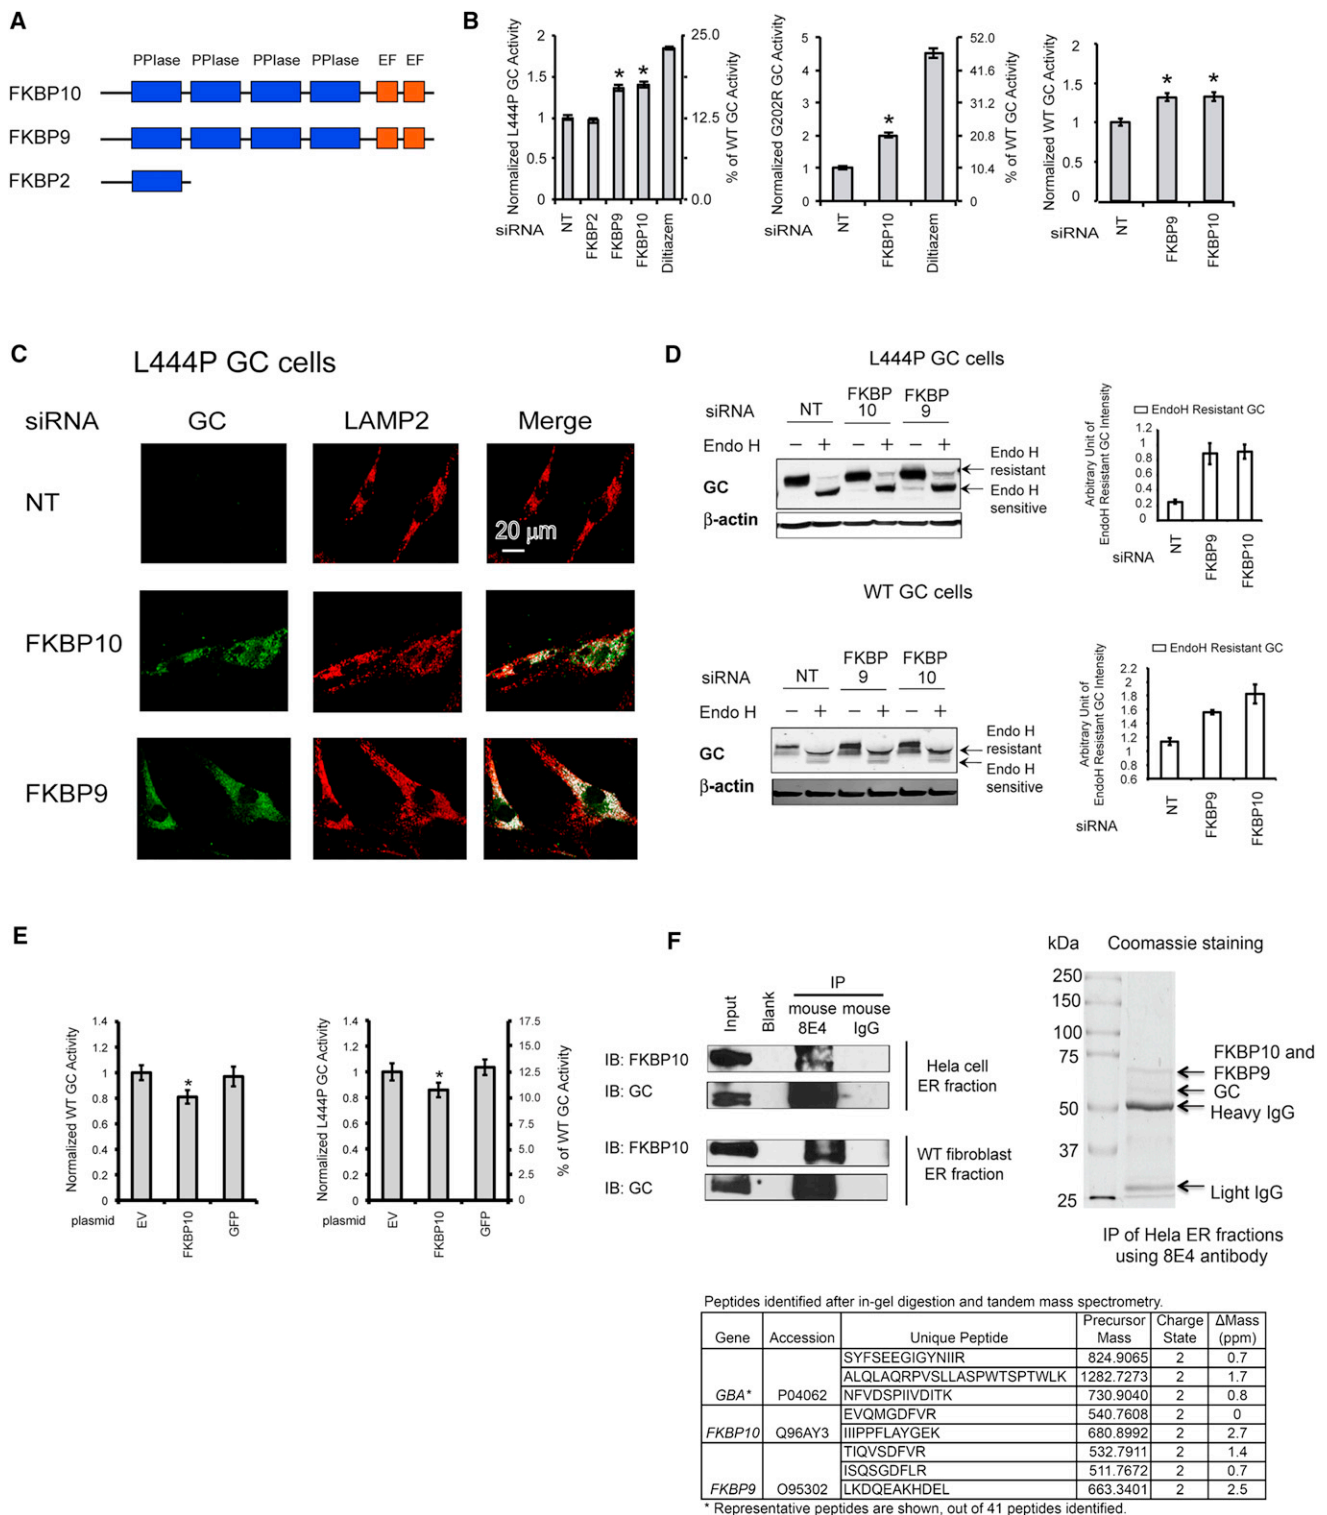 A
PPIase PPIase PPIase PPIase EF EF
FKBP10
FKBP9
FKBP2
B
Normalized L444P GC Activity
2
1.5
1
0.5
0
25.0
12.5
0.0
% of WT GC Activity
siRNA
NT
FKBP2
FKBP9
FKBP10
Diltiazem
* *
Normalized G202R GC Activity
5
4
3
2
1
0
52.0
41.6
31.2
20.8
10.4
0
% of WT GC Activity
siRNA
NT
FKBP10
Diltiazem
*
Normalized WT GC Activity
2
1.5
1
0.5
0
siRNA
NT
FKBP9
FKBP10
* *
C
L444P GC cells
siRNA GC LAMP2 Merge
NT
20 μm
FKBP10
FKBP9
D
L444P GC cells
siRNA NT FKBP 10 FKBP 9
Endo H − + − + − +
GC
β-actin
Endo H resistant
Endo H sensitive
EndoH Resistant GC
Arbitrary Unit of
EndoH Resistant GC Intensity
1.2
1
0.8
0.6
0.4
0.2
0
siRNA
NT
FKBP9
FKBP10
WT GC cells
siRNA NT FKBP 9 FKBP 10
Endo H − + − + − +
GC
β-actin
Endo H resistant
Endo H sensitive
EndoH Resistant GC
Arbitrary Unit of
EndoH Resistant GC Intensity
2.2
2
1.8
1.6
1.4
1.2
1
0.8
0.6
siRNA
NT
FKBP9
FKBP10
E
Normalized WT GC Activity
1.4
1.2
1
0.8
0.6
0.4
0.2
0
plasmid
EV
FKBP10
GFP
*
Normalized L444P GC Activity
1.4
1.2
1
0.8
0.6
0.4
0.2
0
17.5
15.0
12.5
10.0
7.5
5.0
2.5
0
% of WT GC Activity
plasmid
EV
FKBP10
GFP
*
F
Input
Blank
IP
mouse 8E4
mouse IgG
IB: FKBP10
IB: GC
Hela cell
ER fraction
IB: FKBP10
IB: GC
*
WT fibroblast
ER fraction
kDa Coomassie staining
250
150
100
75
50
37
25
FKBP10 and
FKBP9
GC
Heavy IgG
Light IgG
IP of Hela ER fractions
using 8E4 antibody
Peptides identified after in-gel digestion and tandem mass spectrometry.
Gene Accession Unique Peptide Precursor Mass Charge State ΔMass (ppm)
SYFSEEGIGYNIIR 824.9065 2 0.7
ALQLAQRPVSLLASPWTSPTWLK 1282.7273 2 1.7
GBA* P04062 NFVDSPIIVDITK 730.9040 2 0.8
EVQMGDFVR 540.7608 2 0
FKBP10 Q96AY3 IIIPPFLAYGEK 680.8992 2 2.7
TIQVSDFVR 532.7911 2 1.4
ISQSGDFLR 511.7672 2 0.7
FKBP9 O95302 LKDQEAKHDEL 663.3401 2 2.5
* Representative peptides are shown, out of 41 peptides identified.